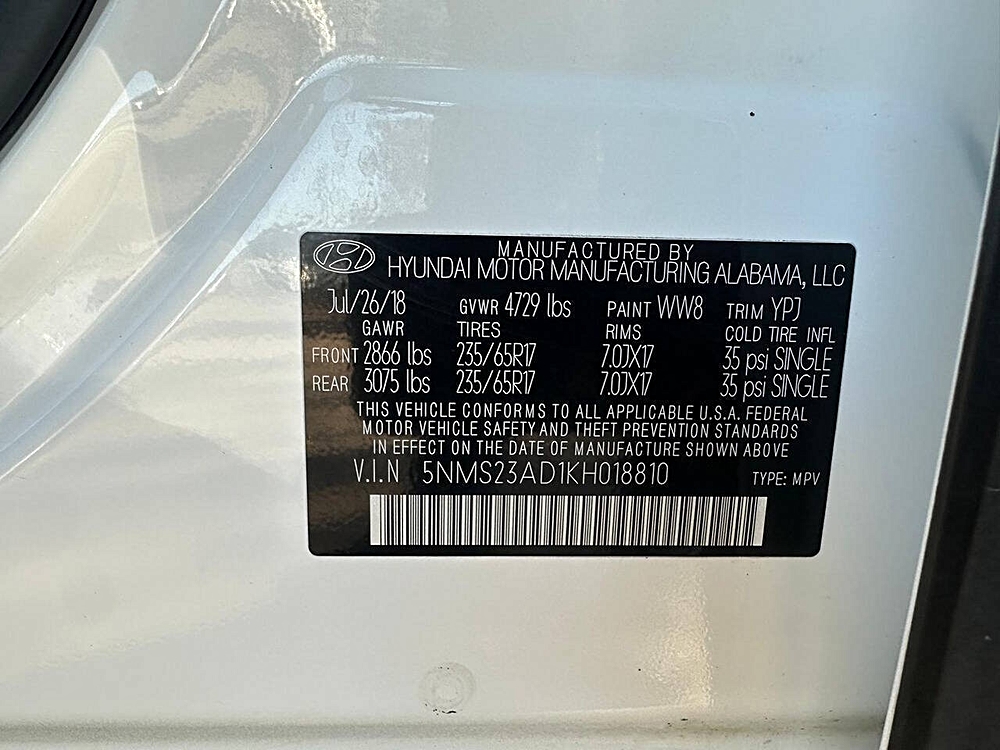 MANUFACTURED BY
HYUNDAI MOTOR MANUFACTURING ALABAMA, LLC
Jul/26/18 GVWR 4729 lbs PAINT WW8 TRIM YPJ
GAWR TIRES RIMS COLD TIRE INFL
FRONT 2866 lbs 235/65R17 7.0JX17 35 psi SINGLE
REAR 3075 lbs 235/65R17 7.0JX17 35 psi SINGLE
THIS VEHICLE CONFORMS TO ALL APPLICABLE U.S.A. FEDERAL
MOTOR VEHICLE SAFETY AND THEFT PREVENTION STANDARDS
IN EFFECT ON THE DATE OF MANUFACTURE SHOWN ABOVE
V.I.N 5NMS23AD1KH018810 TYPE: MPV